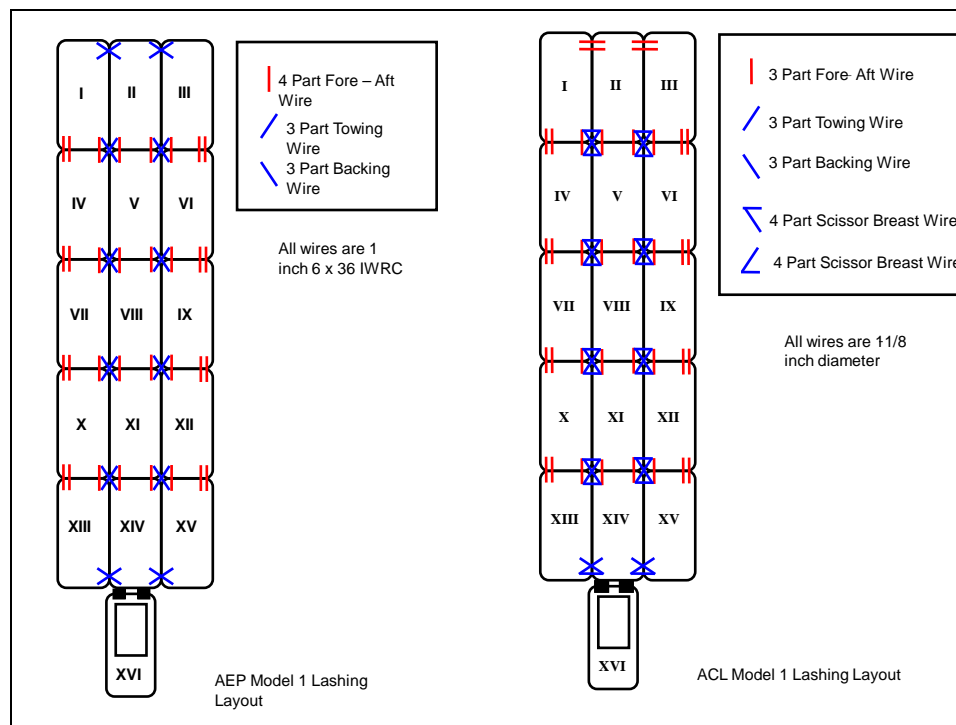 I II III
IV V VI
VII VIII IX
X XI XII
XIII XIV XV
XVI
4 Part Fore – Aft
Wire
3 Part Towing
Wire
3 Part Backing
Wire
All wires are 1
inch 6 x 36 IWRC
AEP Model 1 Lashing
Layout
I II III
IV V VI
VII VIII IX
X XI XII
XIII XIV XV
XVI
3 Part Fore- Aft Wire
3 Part Towing Wire
3 Part Backing Wire
4 Part Scissor Breast Wire
4 Part Scissor Breast Wire
All wires are 11/8
inch diameter
ACL Model 1 Lashing Layout